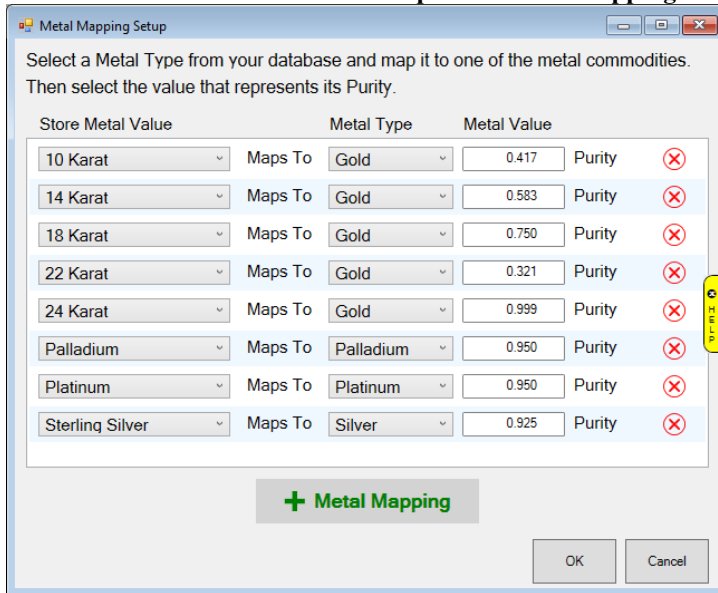 Metal Mapping Setup
Select a Metal Type from your database and map it to one of the metal commodities.
Then select the value that represents its Purity.
Store Metal Value Metal Type Metal Value
10 Karat Maps To Gold 0.417 Purity
14 Karat Maps To Gold 0.583 Purity
18 Karat Maps To Gold 0.750 Purity
22 Karat Maps To Gold 0.321 Purity
24 Karat Maps To Gold 0.999 Purity
Palladium Maps To Palladium 0.950 Purity
Platinum Maps To Platinum 0.950 Purity
Sterling Silver Maps To Silver 0.925 Purity
HELP
+ Metal Mapping
OK Cancel